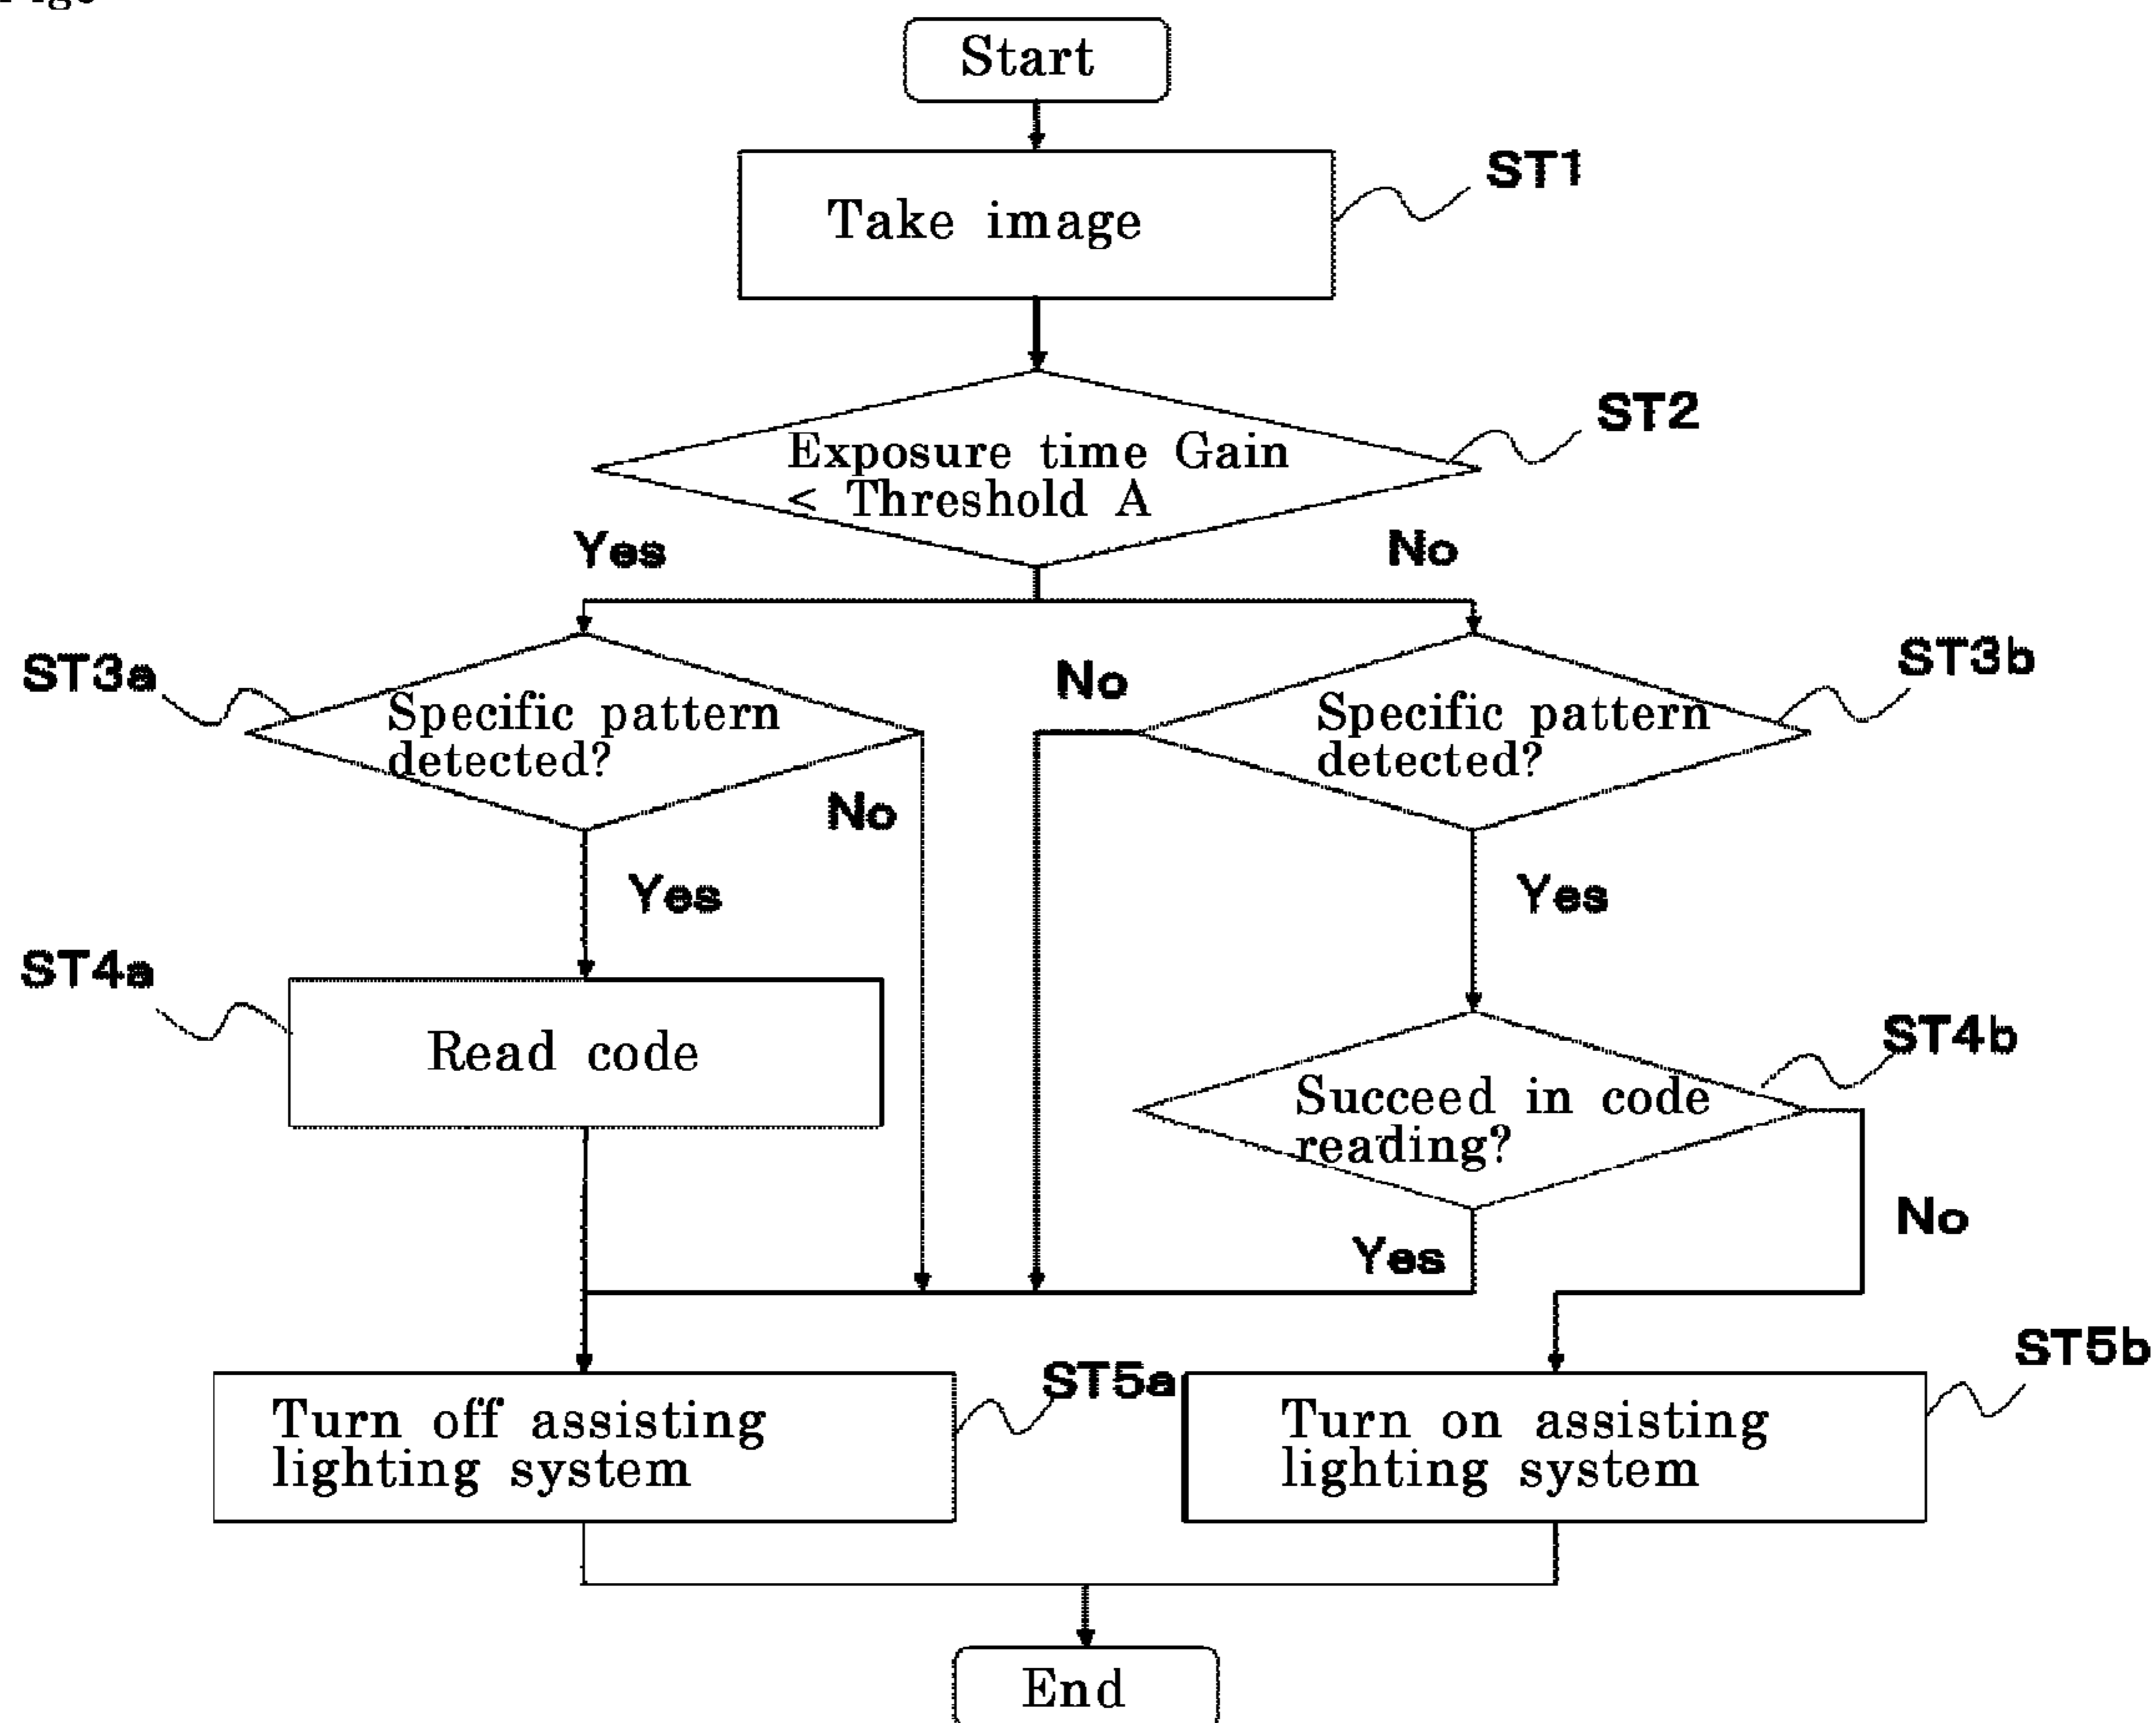 Start
Take image
ST1
Exposure time Gain
< Threshold A
ST2
Yes
No
ST3a
Specific pattern
detected?
No
Yes
No
Specific pattern
detected?
ST3b
Yes
ST4a
Read code
Succeed in code
reading?
ST4b
Yes
No
Turn off assisting
lighting system
ST5a
Turn on assisting
lighting system
ST5b
End